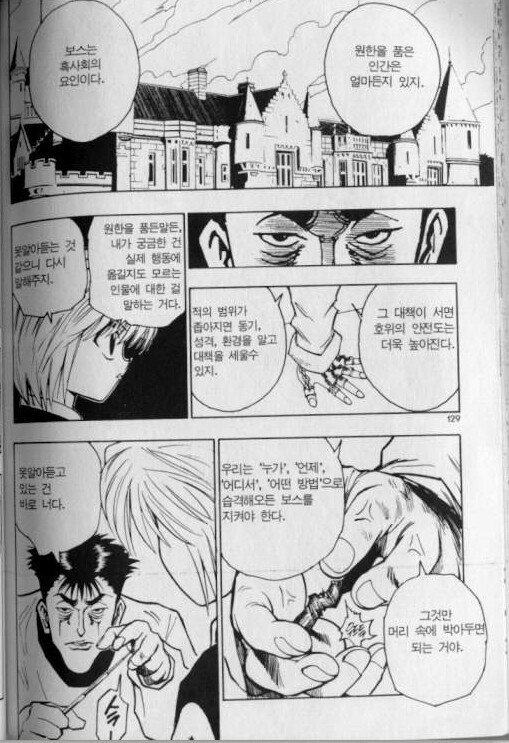 원한을 품은
인간은
얼마든지 있지.
보스는
흑사회의
요인이다.
원한을 품든말든,
내가 궁금한 건
실제 행동에
옮길지도 모르는
인물에 대한 걸
말하는 거다.
못알아듣는 것
같으니 다시
말해주지.
그 대책이 서면
호위의 안전도는
더욱 높아진다.
적의 범위가
좁아지면 동기,
성격, 환경을 알고
대책을 세울수
있지.
129
우리는 '누가', '언제',
'어디서', '어떤 방법'으로
습격해오든 보스를
지켜야 한다.
그것만
머리 속에 박아두면
되는 거야.
못알아듣고
있는 건
바로 너다.
스윽